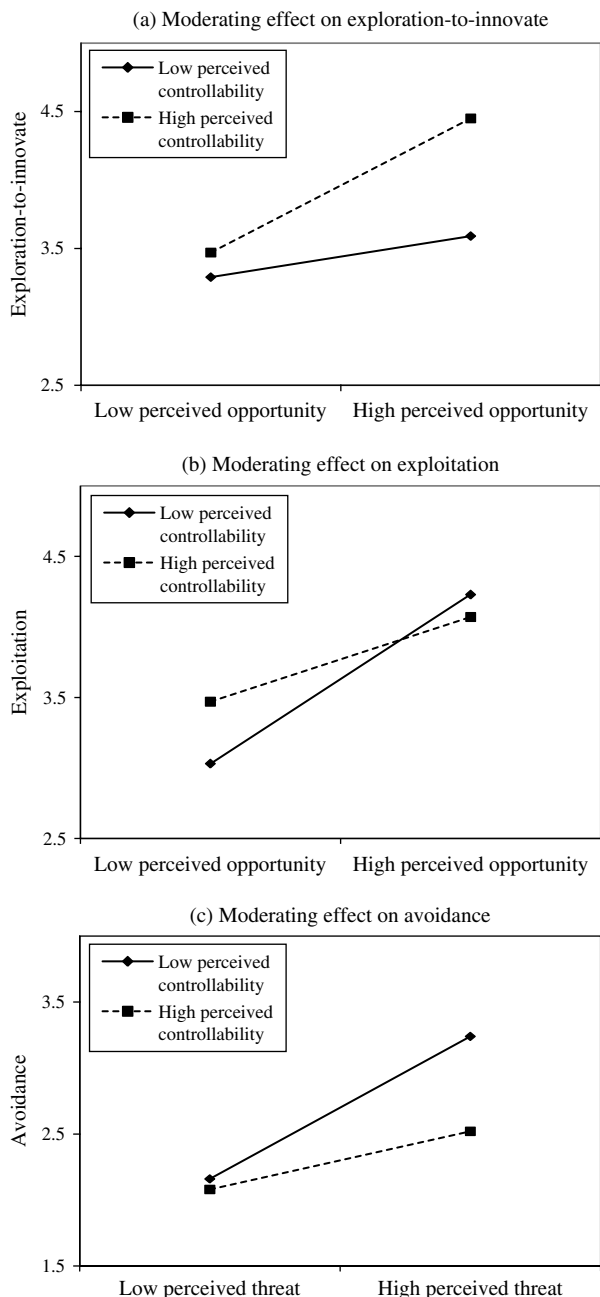 (a) Moderating effect on exploration-to-innovate
Low perceived
controllability
High perceived
controllability
4.5
3.5
2.5
Exploration-to-innovate
Low perceived opportunity High perceived opportunity
(b) Moderating effect on exploitation
Low perceived
controllability
High perceived
controllability
4.5
3.5
2.5
Exploitation
Low perceived opportunity High perceived opportunity
(c) Moderating effect on avoidance
Low perceived
controllability
High perceived
controllability
3.5
2.5
1.5
Avoidance
Low perceived threat High perceived threat